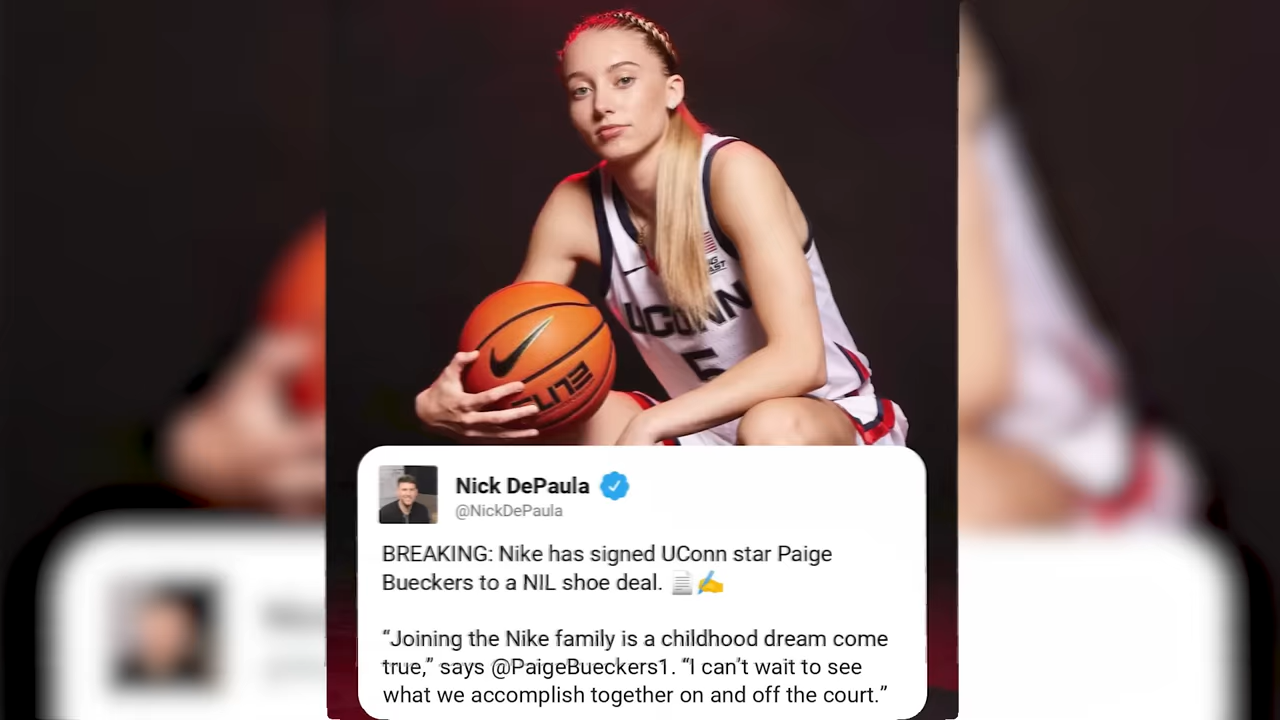 UCONN
5
ELITE
Nick DePaula
@NickDePaula
BREAKING: Nike has signed UConn star Paige
Bueckers to a NIL shoe deal. 📄✍️
“Joining the Nike family is a childhood dream come
true,” says @PaigeBueckers1. “I can’t wait to see
what we accomplish together on and off the court.”